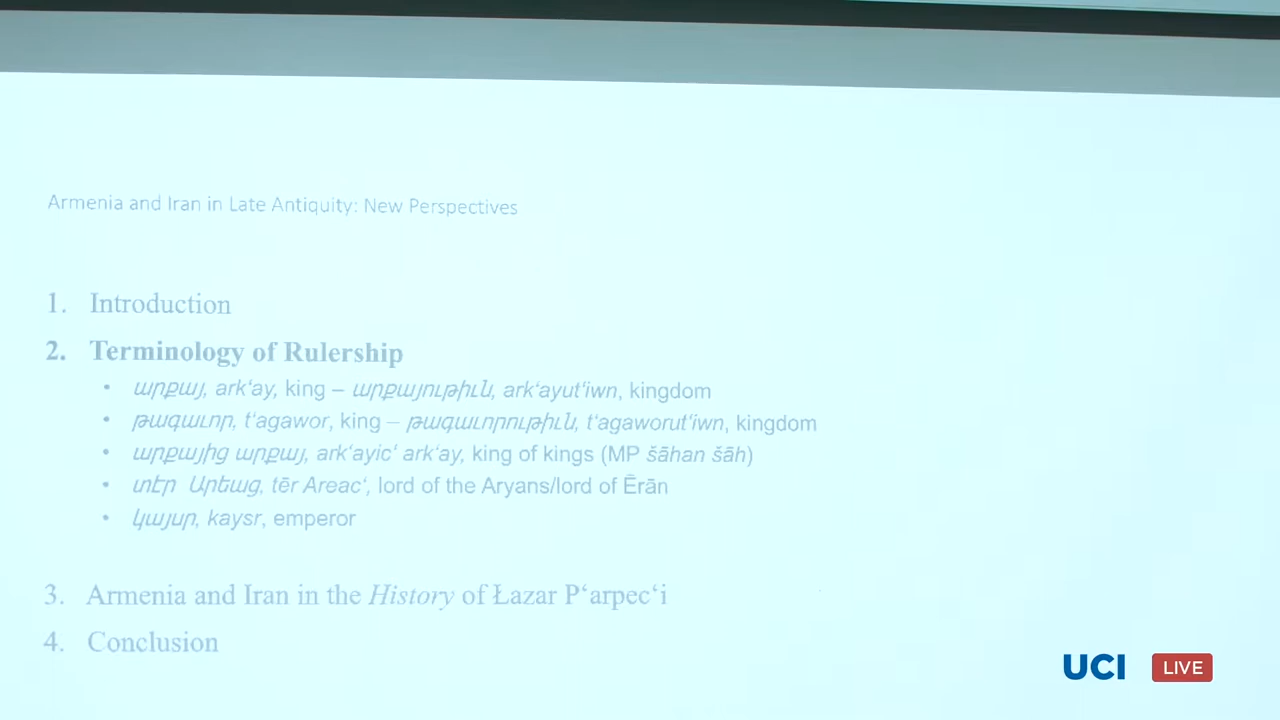 Armenia and Iran in Late Antiquity: New Perspectives
1. Introduction
2. Terminology of Rulership
• արքայ, ark‘ay, king – արքայութիւն, ark‘ayut‘iwn, kingdom
• թագաւոր, t‘agawor, king – թագաւորութիւն, t‘agaworut‘iwn, kingdom
• արքայից արքայ, ark‘ayic‘ ark‘ay, king of kings (MP šāhan šāh)
• տէր Արեաց, tēr Areac‘, lord of the Aryans/lord of Ērān
• կայսր, kaysr, emperor
3. Armenia and Iran in the History of Łazar P‘arpec‘i
4. Conclusion
UCI LIVE